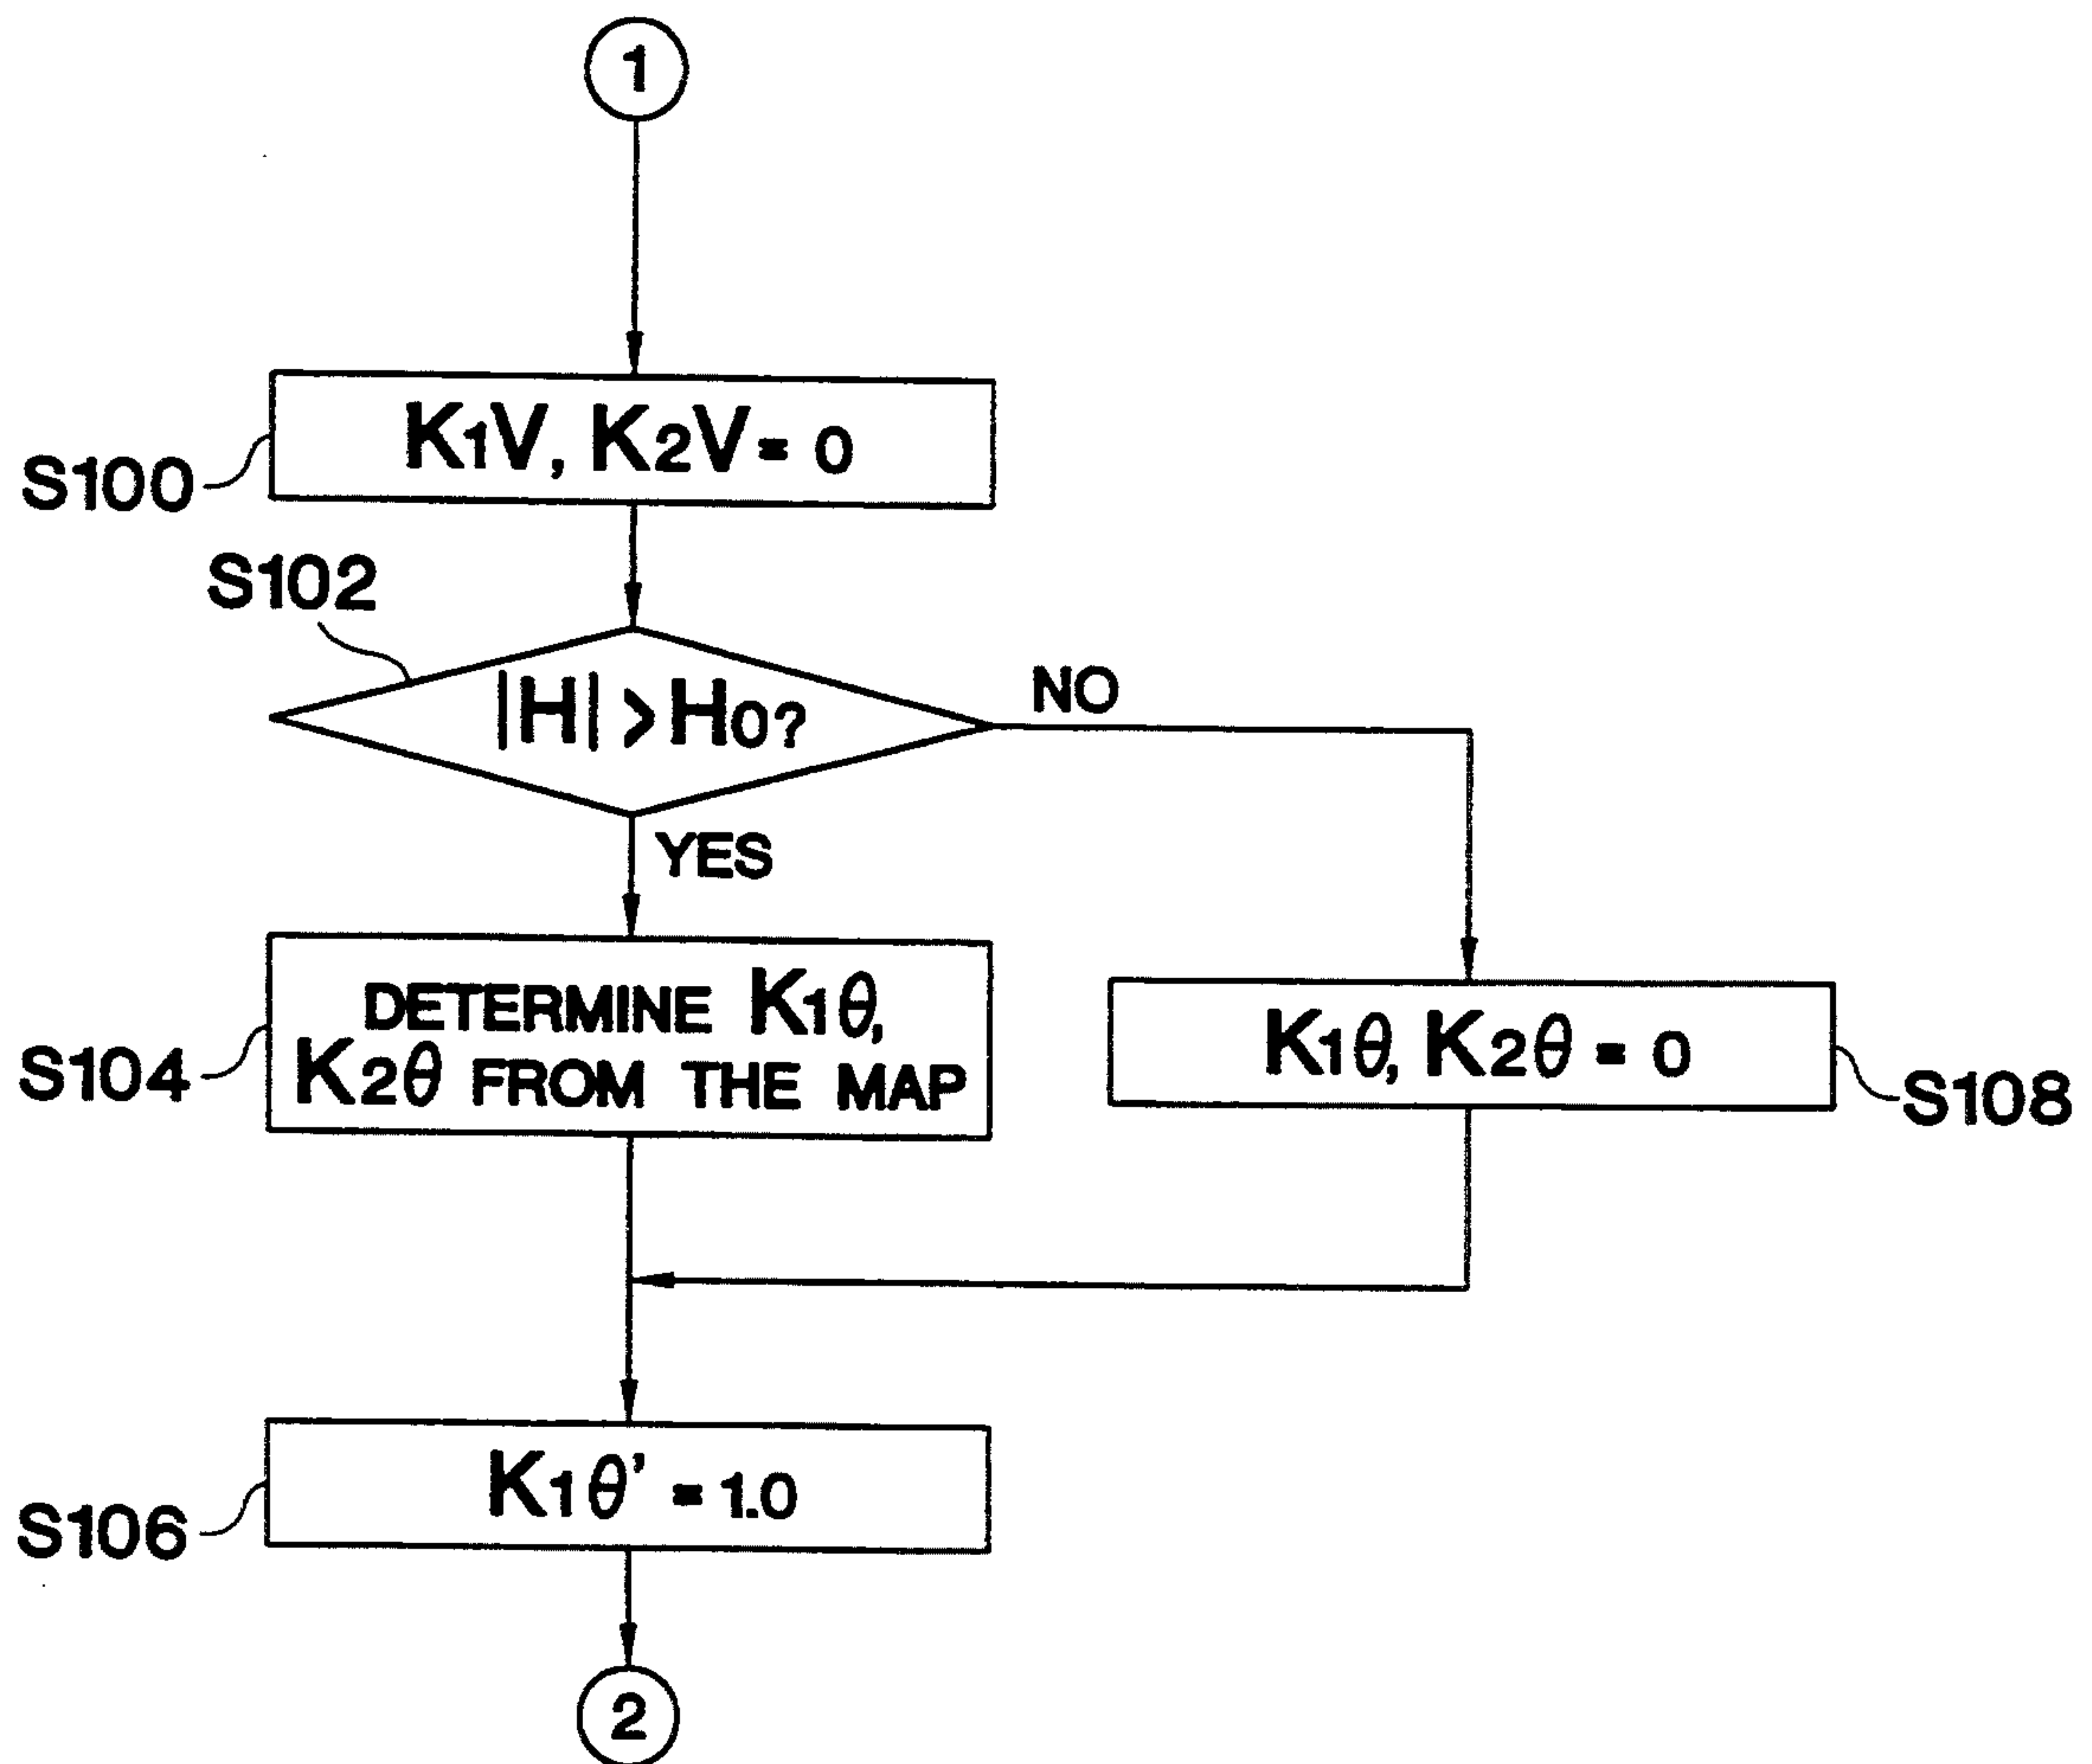 1
K1V, K2V = 0
S100
S102
|H| > H0?
NO
YES
DETERMINE K1θ,
K2θ FROM THE MAP
S104
K1θ, K2θ = 0
S108
K1θ' = 1.0
S106
2